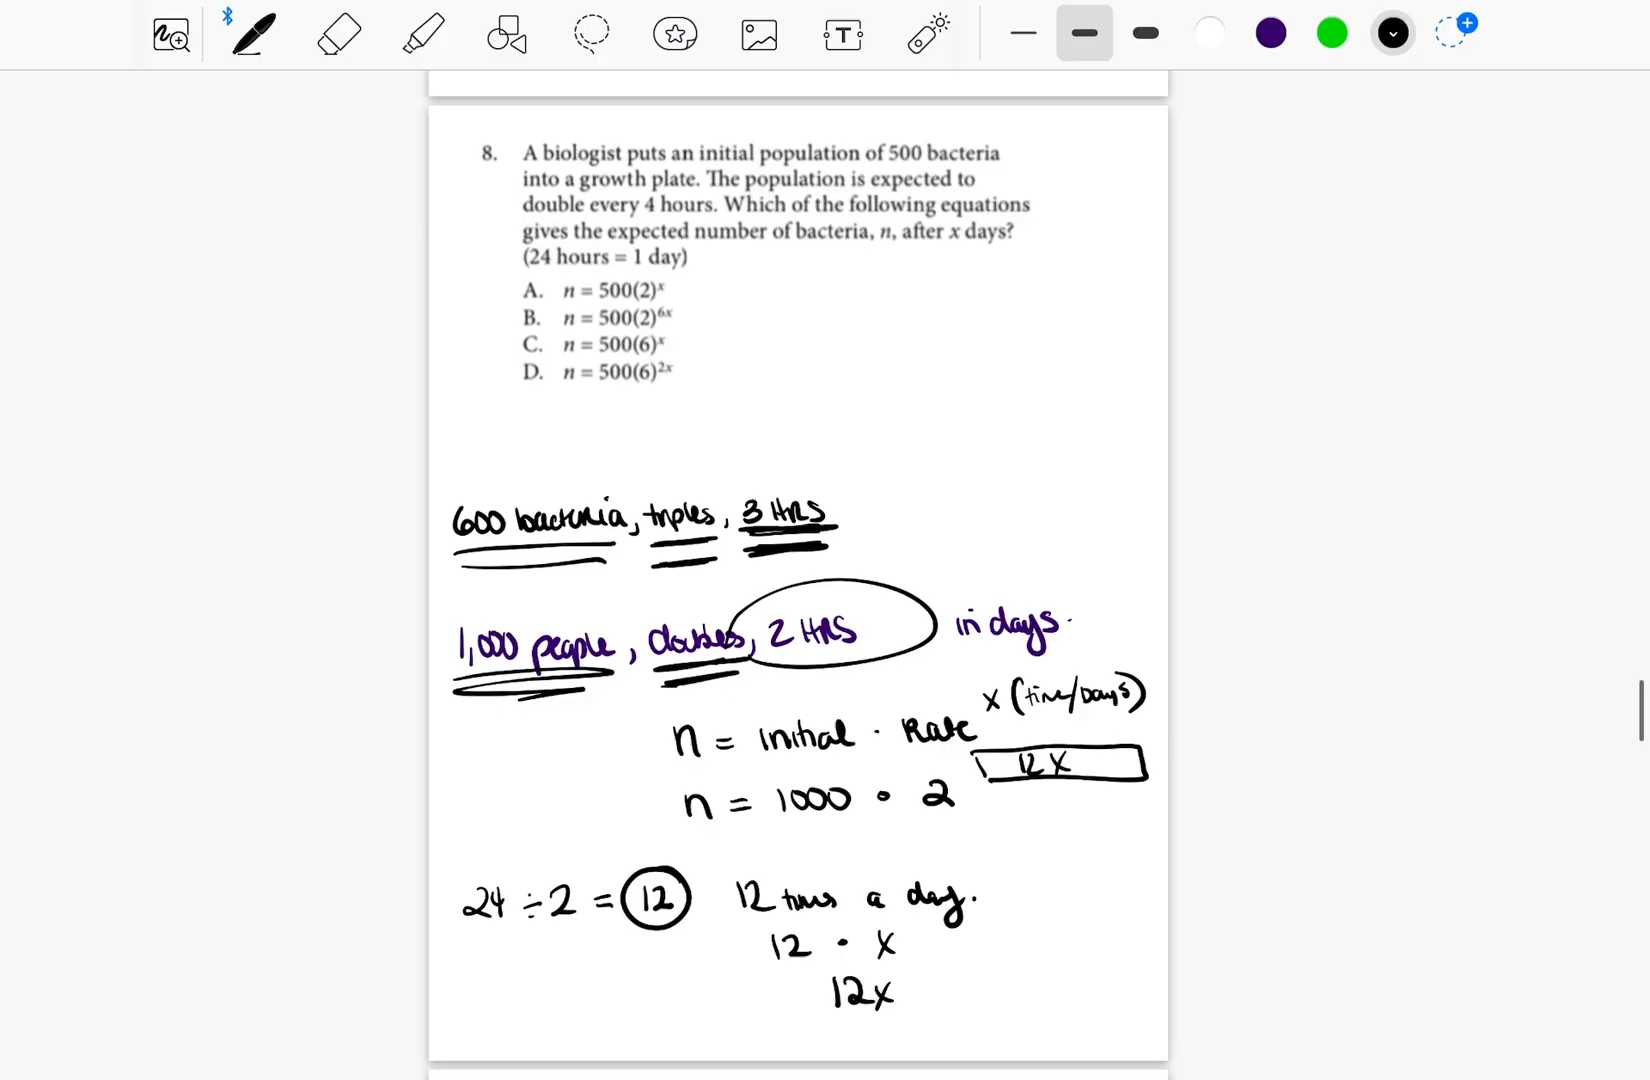 8. A biologist puts an initial population of 500 bacteria
into a growth plate. The population is expected to
double every 4 hours. Which of the following equations
gives the expected number of bacteria, n, after x days?
(24 hours = 1 day)
A. n = 500(2)ˣ
B. n = 500(2)⁶ˣ
C. n = 500(6)ˣ
D. n = 500(6)²ˣ
600 bacteria, triples, 3 HRS
1,000 people, doubles, 2 HRS in days.
x (time/Days)
n = initial · Rate
12x
n = 1000 • 2
24 ÷ 2 = 12 12 times a day.
12 · x
12x